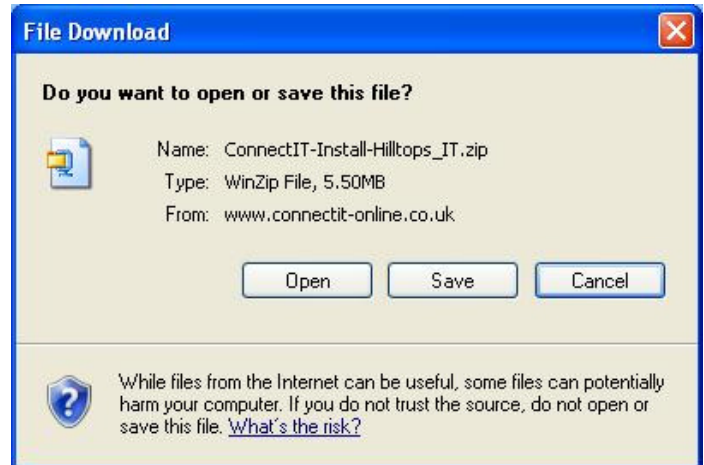 File Download
Do you want to open or save this file?
Name: ConnectIT-Install-Hilltops_IT.zip
Type: WinZip File, 5.50MB
From: www.connectit-online.co.uk
Open Save Cancel
While files from the Internet can be useful, some files can potentially
harm your computer. If you do not trust the source, do not open or
save this file. What's the risk?